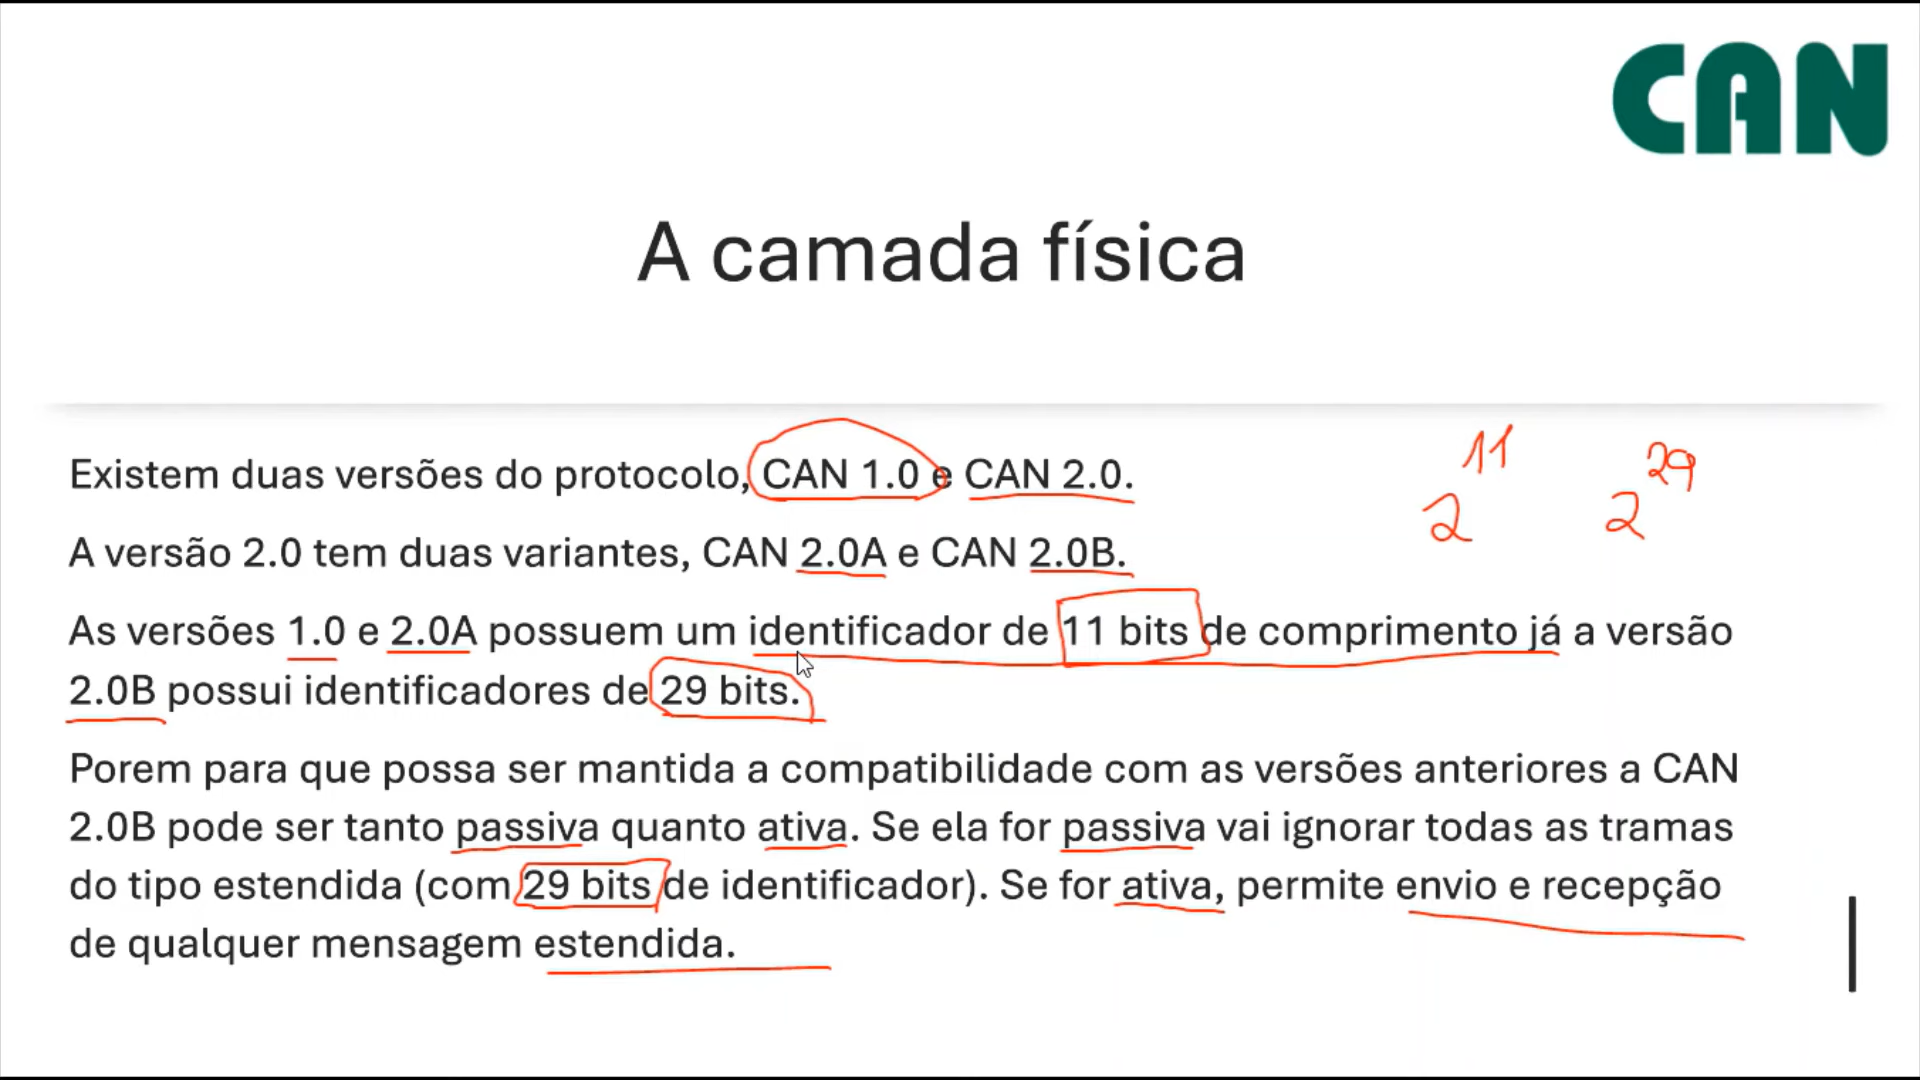 CAN
A camada física
Existem duas versões do protocolo, CAN 1.0 e CAN 2.0.
2^11 2^29
A versão 2.0 tem duas variantes, CAN 2.0A e CAN 2.0B.
As versões 1.0 e 2.0A possuem um identificador de 11 bits de comprimento já a versão
2.0B possui identificadores de 29 bits.
Porem para que possa ser mantida a compatibilidade com as versões anteriores a CAN
2.0B pode ser tanto passiva quanto ativa. Se ela for passiva vai ignorar todas as tramas
do tipo estendida (com 29 bits de identificador). Se for ativa, permite envio e recepção
de qualquer mensagem estendida.